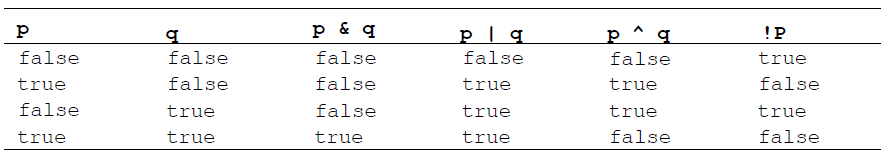 p q p & q p | q p ^ q !P
false false false false false true
true false false true true false
false true false true true true
true true true true false false